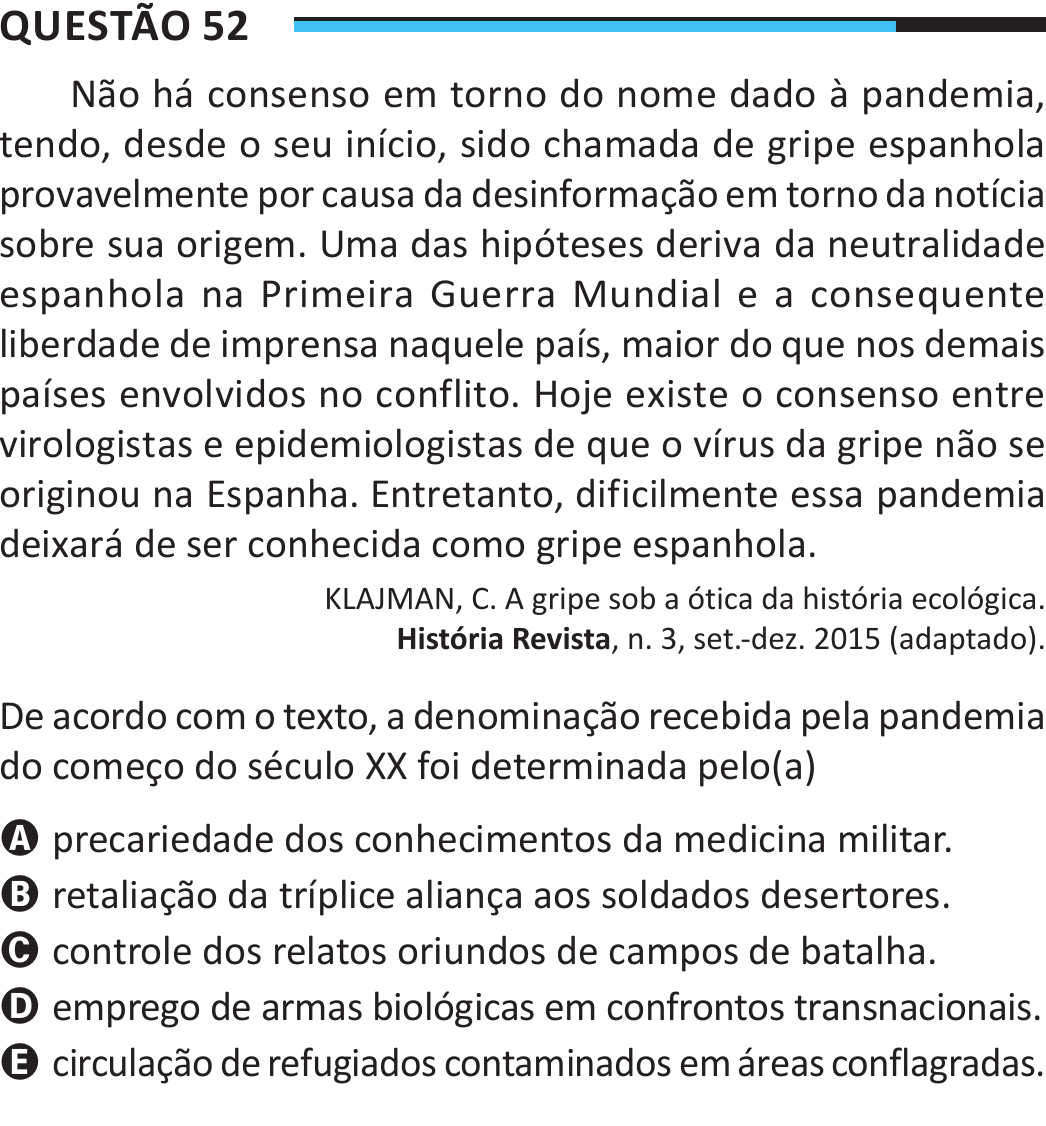 QUESTÃO 52
Não há consenso em torno do nome dado à pandemia,
tendo, desde o seu início, sido chamada de gripe espanhola
provavelmente por causa da desinformação em torno da notícia
sobre sua origem. Uma das hipóteses deriva da neutralidade
espanhola na Primeira Guerra Mundial e a consequente
liberdade de imprensa naquele país, maior do que nos demais
países envolvidos no conflito. Hoje existe o consenso entre
virologistas e epidemiologistas de que o vírus da gripe não se
originou na Espanha. Entretanto, dificilmente essa pandemia
deixará de ser conhecida como gripe espanhola.
KLAJMAN, C. A gripe sob a ótica da história ecológica.
História Revista, n. 3, set.-dez. 2015 (adaptado).
De acordo com o texto, a denominação recebida pela pandemia
do começo do século XX foi determinada pelo(a)
A precariedade dos conhecimentos da medicina militar.
B retaliação da tríplice aliança aos soldados desertores.
C controle dos relatos oriundos de campos de batalha.
D emprego de armas biológicas em confrontos transnacionais.
E circulação de refugiados contaminados em áreas conflagradas.